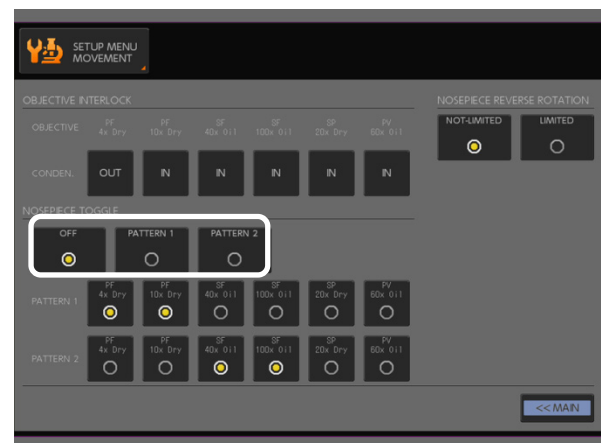 SETUP MENU
MOVEMENT
OBJECTIVE INTERLOCK
NOSEPIECE REVERSE ROTATION
OBJECTIVE
PF
4x Dry
PF
10x Dry
SF
40x Oil
SF
100x Oil
SP
20x Dry
PV
60x Oil
NOT-LIMITED
LIMITED
CONDEN.
OUT
IN
IN
IN
IN
IN
NOSEPIECE TOGGLE
OFF
PATTERN 1
PATTERN 2
PATTERN 1
PF
4x Dry
PF
10x Dry
SF
40x Oil
SF
100x Oil
SP
20x Dry
PV
60x Oil
PATTERN 2
PF
4x Dry
PF
10x Dry
SF
40x Oil
SF
100x Oil
SP
20x Dry
PV
60x Oil
<< MAIN